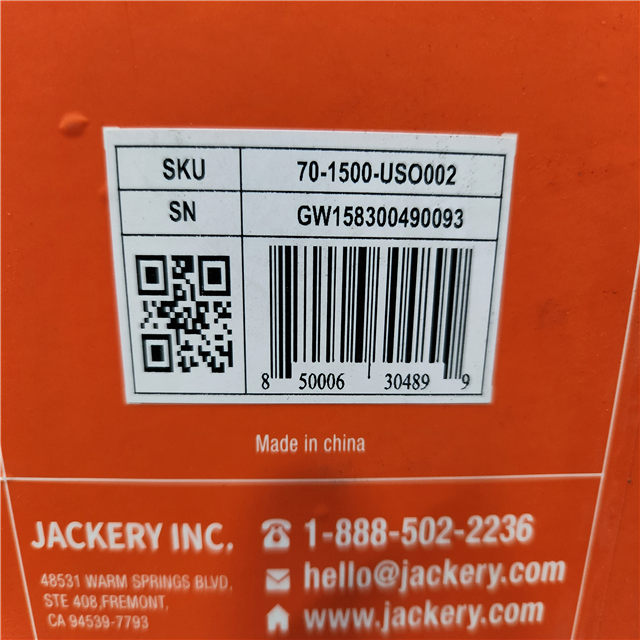 SKU 70-1500-USO002
SN GW158300490093
8 50006 30489 9
Made in china
JACKERY INC.
48531 WARM SPRINGS BLVD,
STE 408,FREMONT,
CA 94539-7793
1-888-502-2236
hello@jackery.com
www.jackery.com